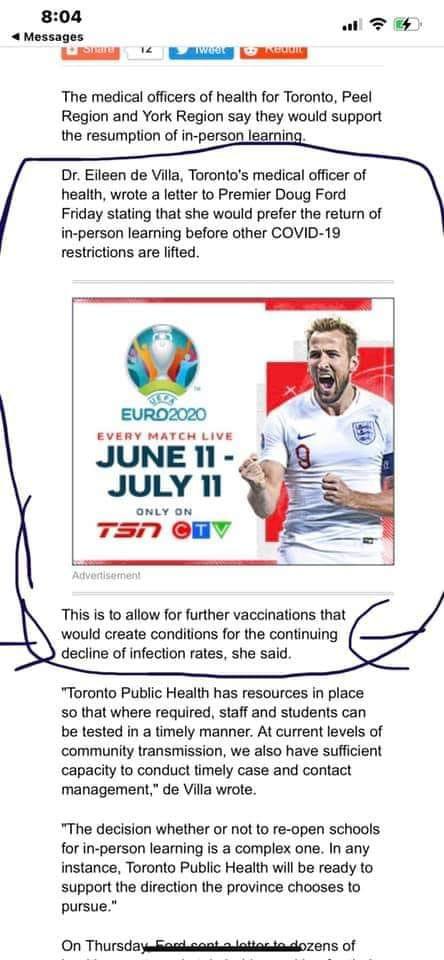 8:04
Messages
Share
12
Tweet
Reddit
The medical officers of health for Toronto, Peel
Region and York Region say they would support
the resumption of in-person learning.
Dr. Eileen de Villa, Toronto's medical officer of
health, wrote a letter to Premier Doug Ford
Friday stating that she would prefer the return of
in-person learning before other COVID-19
restrictions are lifted.
UEFA
EURO2020
EVERY MATCH LIVE
JUNE 11 -
JULY 11
ONLY ON
TSN CTV
9
Advertisement
This is to allow for further vaccinations that
would create conditions for the continuing
decline of infection rates, she said.
"Toronto Public Health has resources in place
so that where required, staff and students can
be tested in a timely manner. At current levels of
community transmission, we also have sufficient
capacity to conduct timely case and contact
management," de Villa wrote.
"The decision whether or not to re-open schools
for in-person learning is a complex one. In any
instance, Toronto Public Health will be ready to
support the direction the province chooses to
pursue."
On Thursday, Ford sent a letter to dozens of